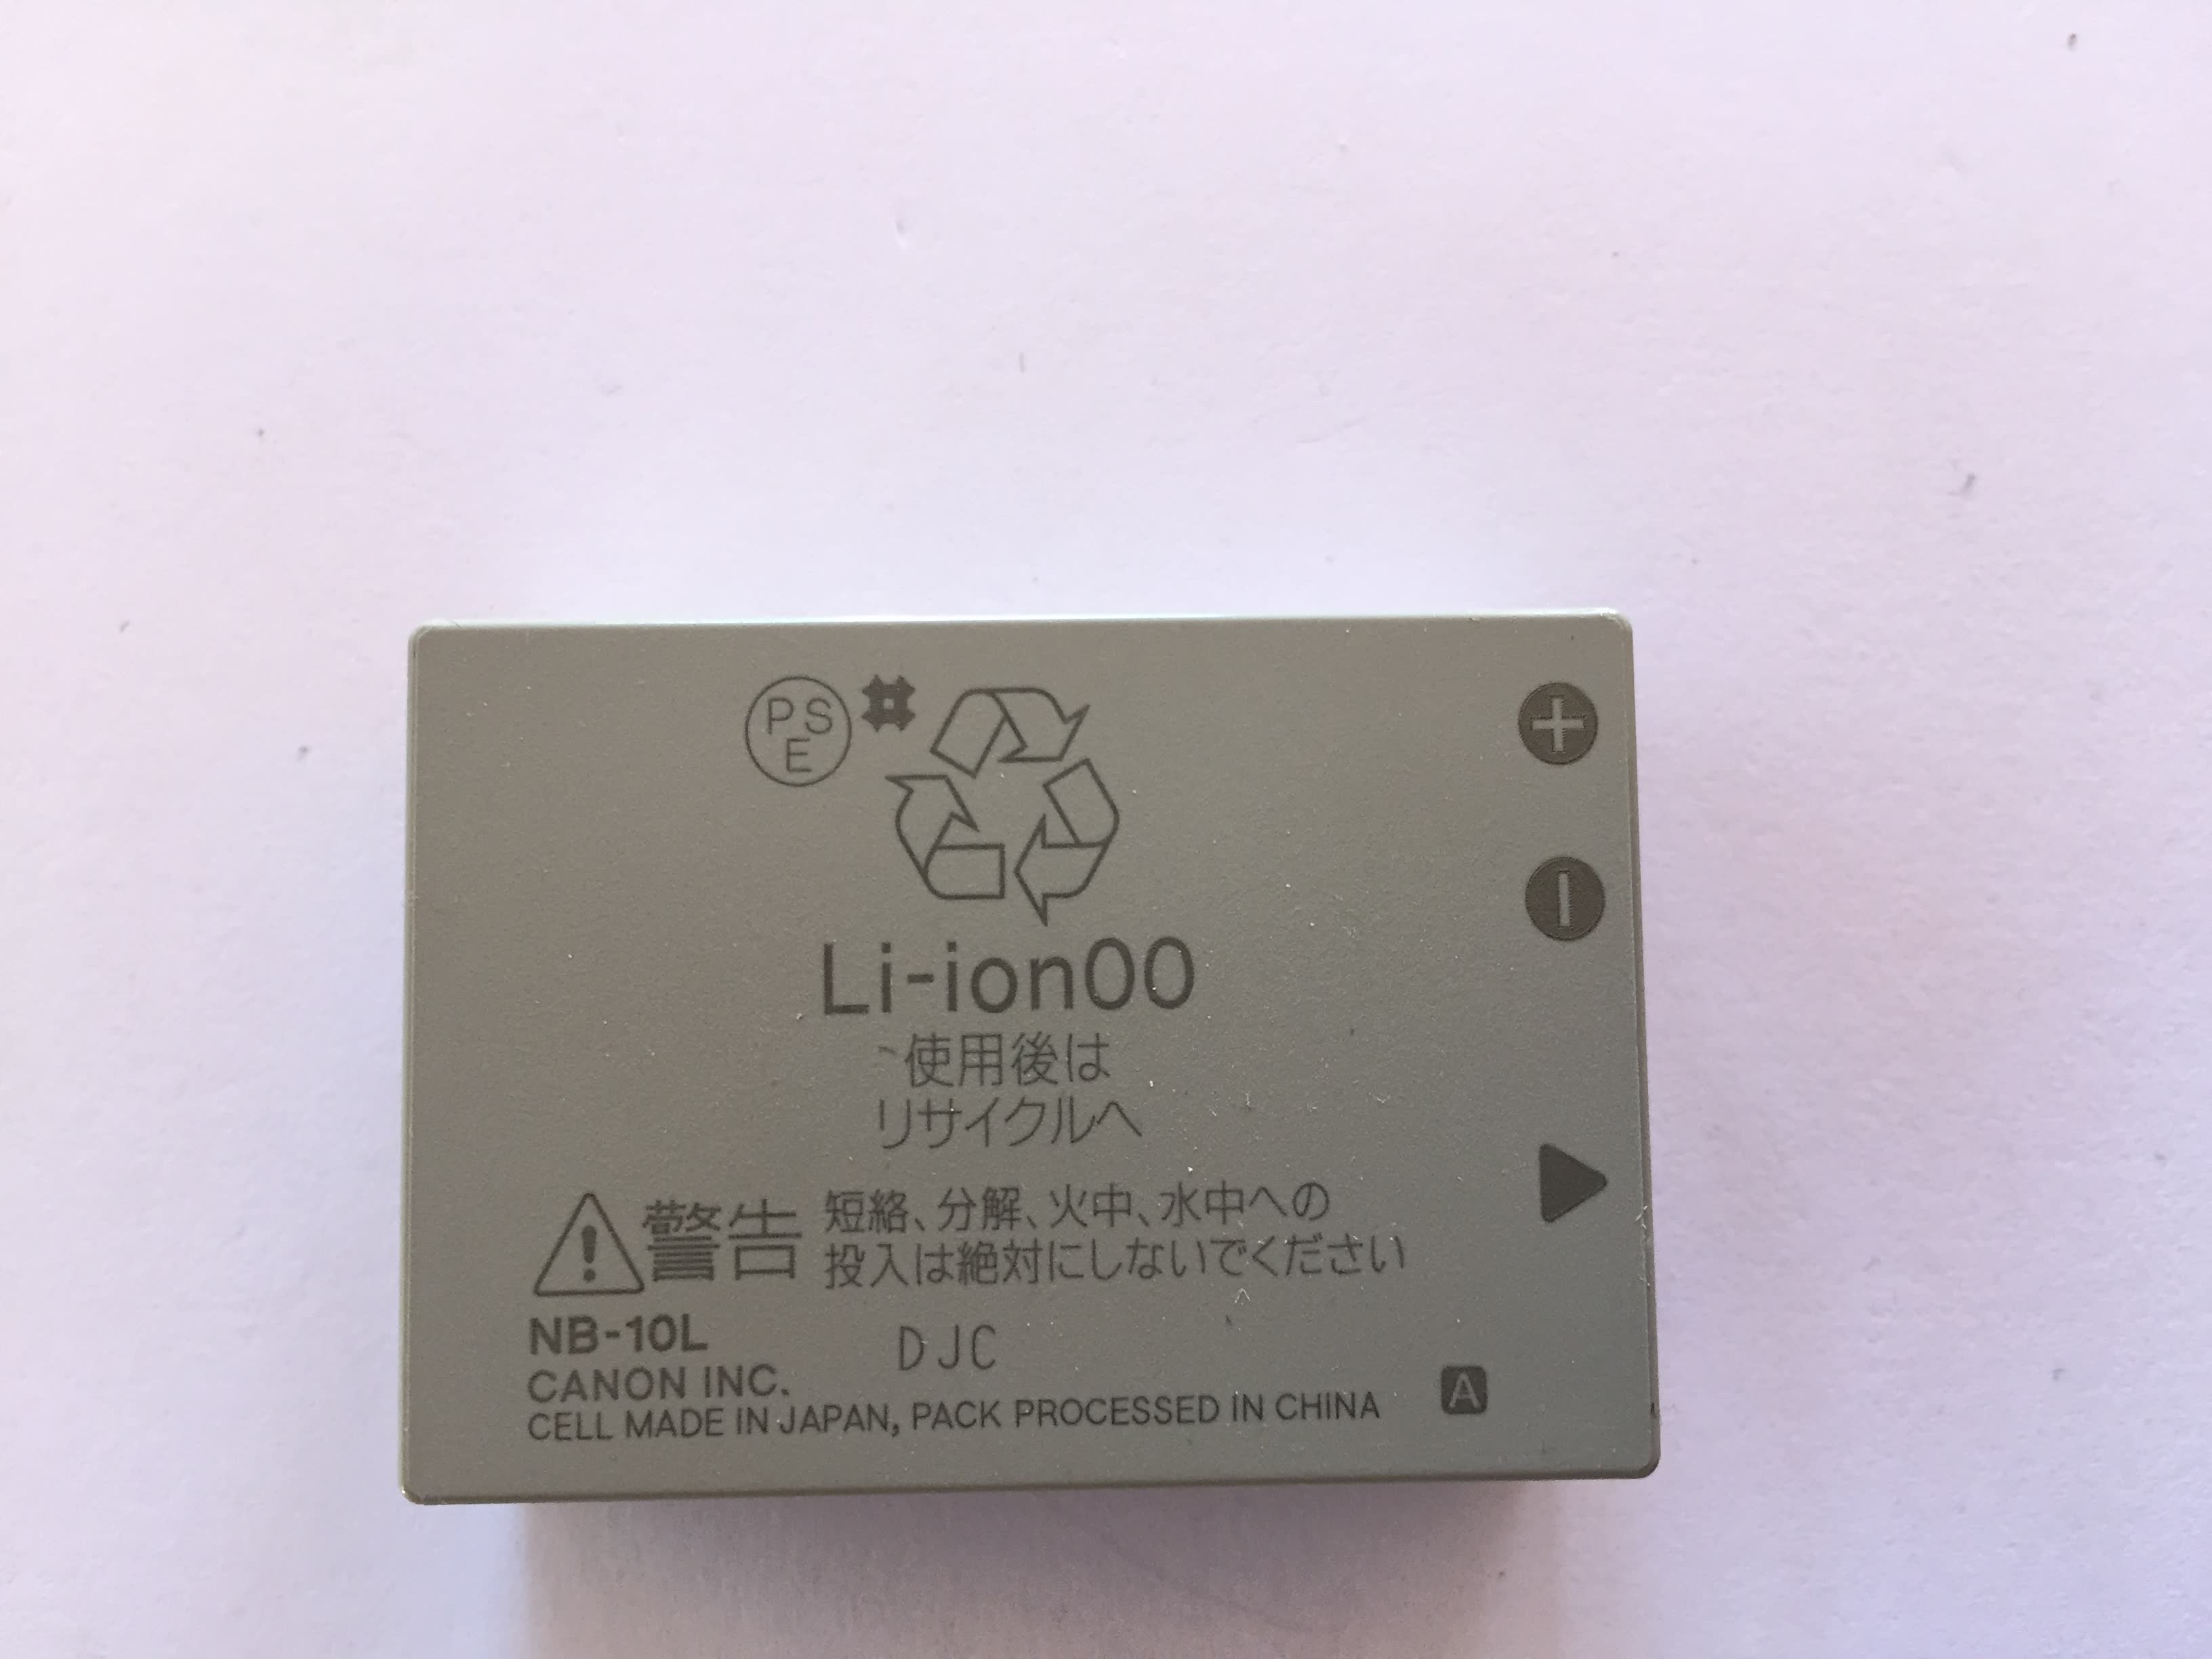 PSE
Li-ion00
使用後は
リサイクルへ
警告 短絡、分解、火中、水中への
投入は絶対にしないでください
NB-10L DJC
CANON INC.
CELL MADE IN JAPAN, PACK PROCESSED IN CHINA
A